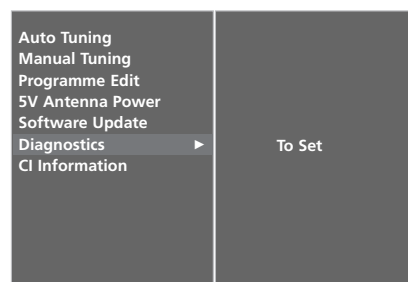 Auto Tuning
Manual Tuning
Programme Edit
5V Antenna Power
Software Update
Diagnostics ►
To Set
CI Information